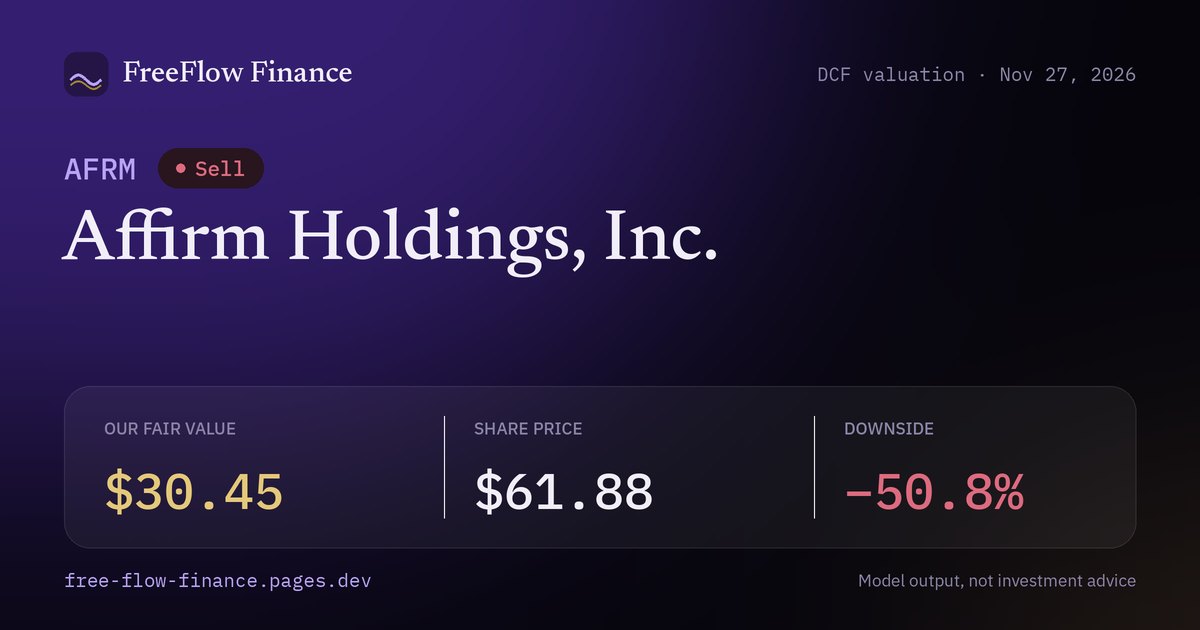 FreeFlow Finance
DCF valuation · Nov 27, 2026
AFRM
Sell
Affirm Holdings, Inc.
OUR FAIR VALUE
SHARE PRICE
DOWNSIDE
$30.45
$61.88
−50.8%
free-flow-finance.pages.dev
Model output, not investment advice